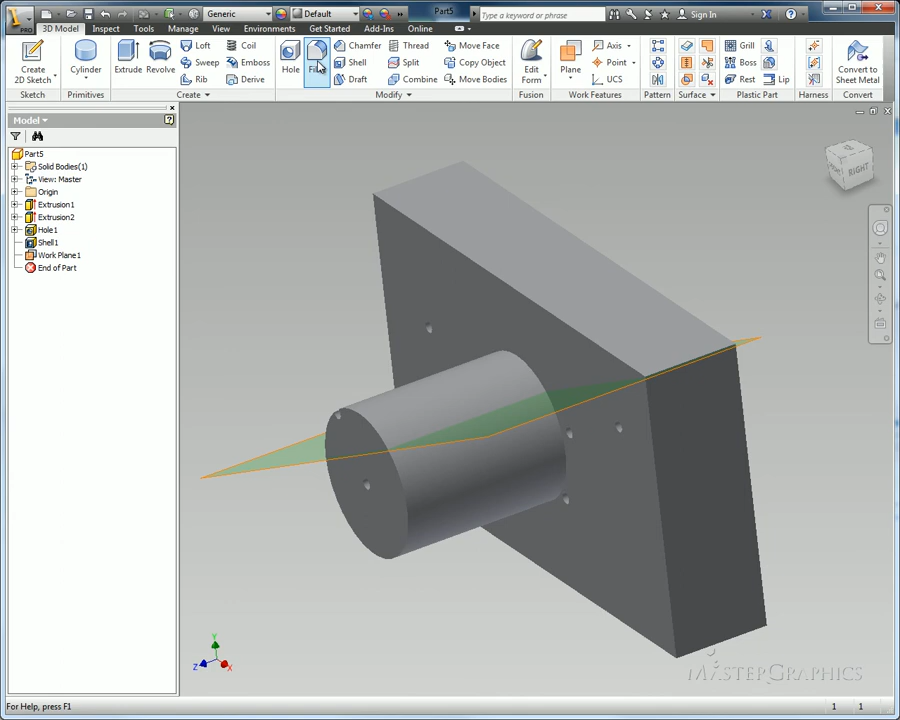 PRO
Generic
Default
Part5
Type a keyword or phrase
Sign In
3D Model Inspect Tools Manage View Environments Get Started Add-Ins Online
Create
2D Sketch
Cylinder
Extrude Revolve
Loft Coil
Sweep Emboss
Rib Derive
Hole
Chamfer Thread Move Face
Shell Split Copy Object
Draft Combine Move Bodies
Edit
Form
Plane
Axis
Point
UCS
Grill
Boss
Rest Lip
Convert to
Sheet Metal
Sketch Primitives Create Modify Fusion Work Features Pattern Surface Plastic Part Harness Convert
Model
Part5
Solid Bodies(1)
View: Master
Origin
Extrusion1
Extrusion2
Hole1
Shell1
Work Plane1
End of Part
RIGHT
Y
Z
X
MASTERGRAPHICS
For Help, press F1
1 1